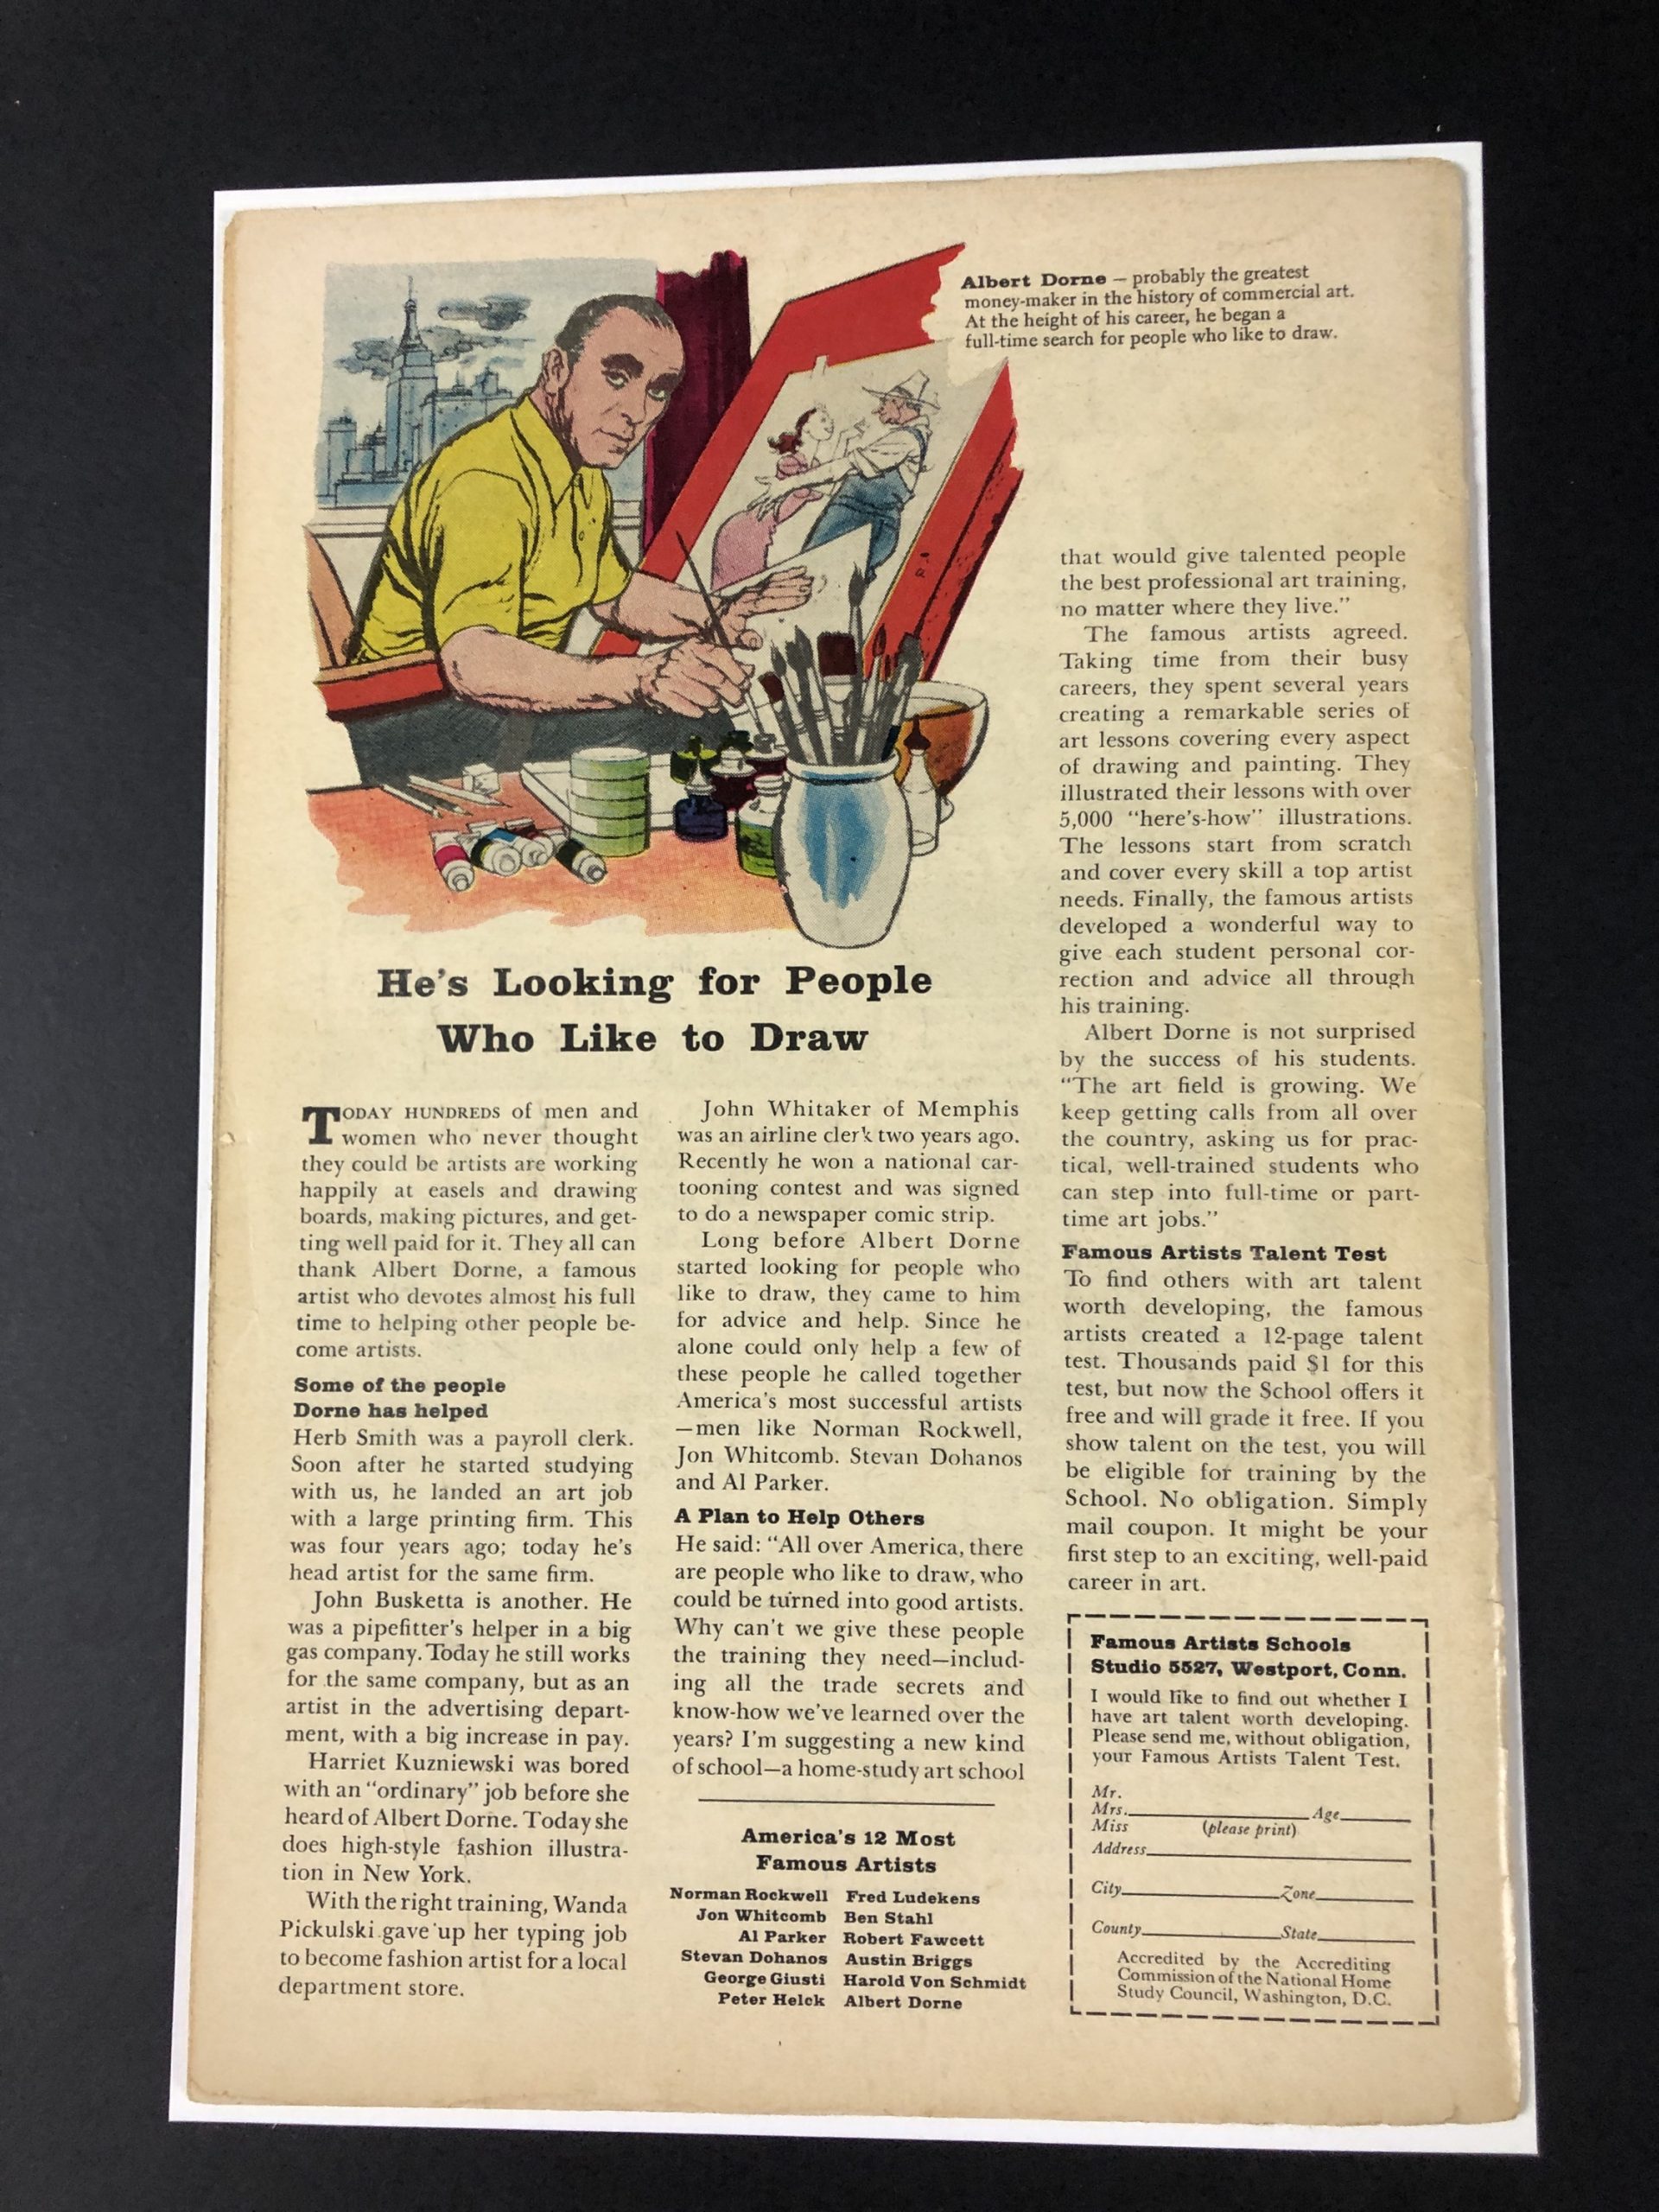 Albert Dorne — probably the greatest
money-maker in the history of commercial art.
At the height of his career, he began a
full-time search for people who like to draw.
He's Looking for People
Who Like to Draw
TODAY HUNDREDS of men and
women who never thought
they could be artists are working
happily at easels and drawing
boards, making pictures, and get-
ting well paid for it. They all can
thank Albert Dorne, a famous
artist who devotes almost his full
time to helping other people be-
come artists.
Some of the people
Dorne has helped
Herb Smith was a payroll clerk.
Soon after he started studying
with us, he landed an art job
with a large printing firm. This
was four years ago; today he's
head artist for the same firm.
John Busketta is another. He
was a pipefitter's helper in a big
gas company. Today he still works
for the same company, but as an
artist in the advertising depart-
ment, with a big increase in pay.
Harriet Kuzniewski was bored
with an "ordinary" job before she
heard of Albert Dorne. Today she
does high-style fashion illustra-
tion in New York.
With the right training, Wanda
Pickulski gave up her typing job
to become fashion artist for a local
department store.
John Whitaker of Memphis
was an airline clerk two years ago.
Recently he won a national car-
tooning contest and was signed
to do a newspaper comic strip.
Long before Albert Dorne
started looking for people who
like to draw, they came to him
for advice and help. Since he
alone could only help a few of
these people he called together
America's most successful artists
—men like Norman Rockwell,
Jon Whitcomb. Stevan Dohanos
and Al Parker.
A Plan to Help Others
He said: "All over America, there
are people who like to draw, who
could be turned into good artists.
Why can't we give these people
the training they need—includ-
ing all the trade secrets and
know-how we've learned over the
years? I'm suggesting a new kind
of school—a home-study art school
America's 12 Most
Famous Artists
Norman Rockwell Fred Ludekens
Jon Whitcomb Ben Stahl
Al Parker Robert Fawcett
Stevan Dohanos Austin Briggs
George Giusti Harold Von Schmidt
Peter Helck Albert Dorne
that would give talented people
the best professional art training,
no matter where they live."
The famous artists agreed.
Taking time from their busy
careers, they spent several years
creating a remarkable series of
art lessons covering every aspect
of drawing and painting. They
illustrated their lessons with over
5,000 "here's-how" illustrations.
The lessons start from scratch
and cover every skill a top artist
needs. Finally, the famous artists
developed a wonderful way to
give each student personal cor-
rection and advice all through
his training.
Albert Dorne is not surprised
by the success of his students.
"The art field is growing. We
keep getting calls from all over
the country, asking us for prac-
tical, well-trained students who
can step into full-time or part-
time art jobs."
Famous Artists Talent Test
To find others with art talent
worth developing, the famous
artists created a 12-page talent
test. Thousands paid $1 for this
test, but now the School offers it
free and will grade it free. If you
show talent on the test, you will
be eligible for training by the
School. No obligation. Simply
mail coupon. It might be your
first step to an exciting, well-paid
career in art.
Famous Artists Schools
Studio 5527, Westport, Conn.
I would like to find out whether I
have art talent worth developing.
Please send me, without obligation,
your Famous Artists Talent Test.
Mr.
Mrs. Age
Miss (please print)
Address
City Zone
County State
Accredited by the Accrediting
Commission of the National Home
Study Council, Washington, D.C.